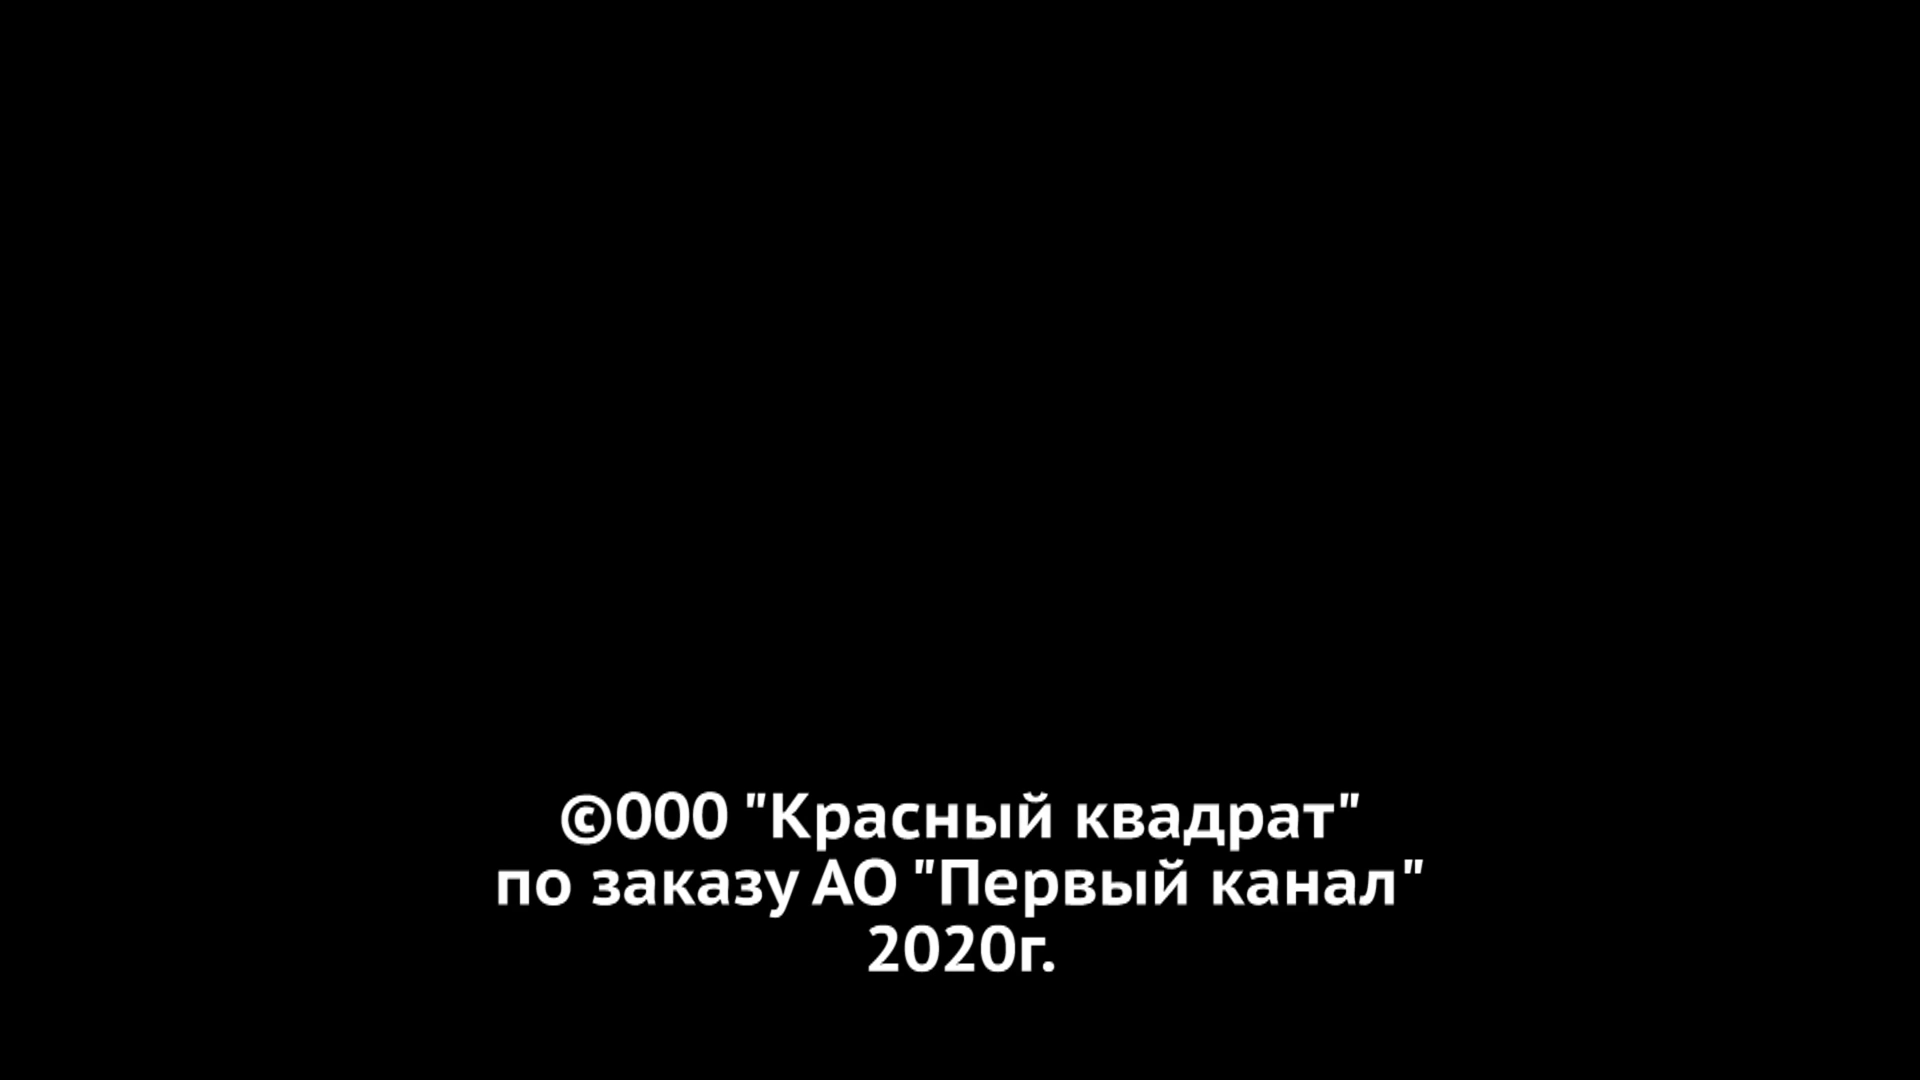 ©000 "Красный квадрат"
по заказу АО "Первый канал"
2020г.